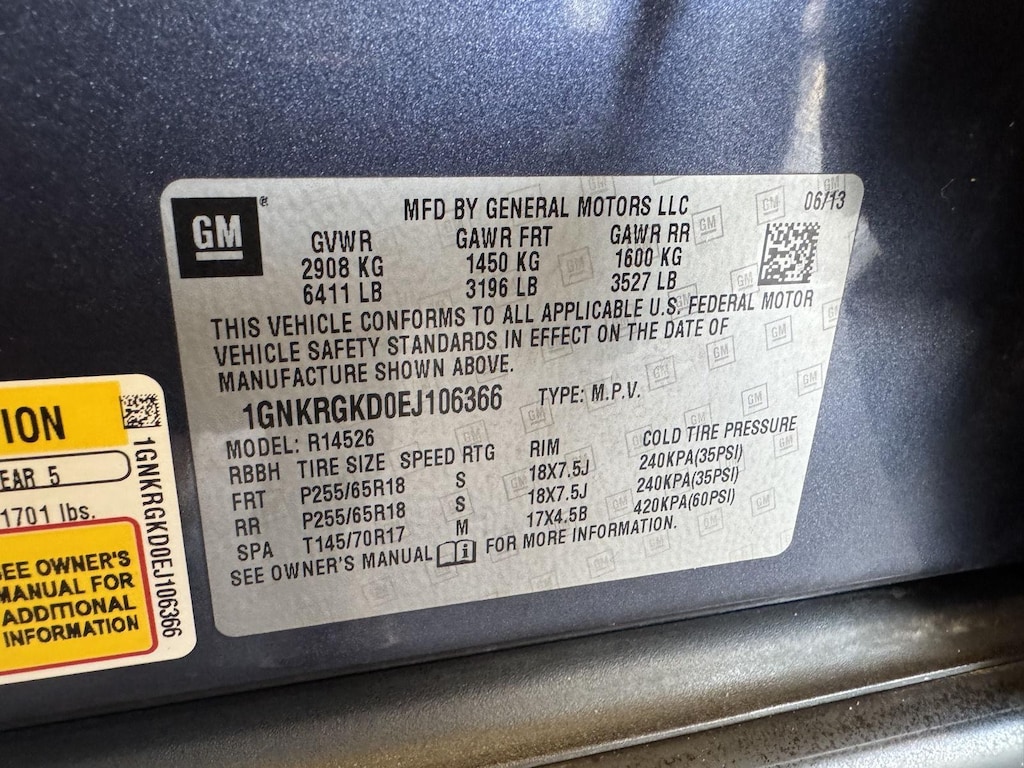 GM®
MFD BY GENERAL MOTORS LLC
06/13
GVWR GAWR FRT GAWR RR
2908 KG 1450 KG 1600 KG
6411 LB 3196 LB 3527 LB
THIS VEHICLE CONFORMS TO ALL APPLICABLE U.S. FEDERAL MOTOR
VEHICLE SAFETY STANDARDS IN EFFECT ON THE DATE OF
MANUFACTURE SHOWN ABOVE.
1GNKRGKD0EJ106366 TYPE: M.P.V.
MODEL: R14526
RBBH TIRE SIZE SPEED RTG RIM COLD TIRE PRESSURE
FRT P255/65R18 S 18X7.5J 240KPA(35PSI)
RR P255/65R18 S 18X7.5J 240KPA(35PSI)
SPA T145/70R17 M 17X4.5B 420KPA(60PSI)
SEE OWNER'S MANUAL FOR MORE INFORMATION.
5
1701 lbs.
SEE OWNER'S
MANUAL FOR
ADDITIONAL
INFORMATION
1GNKRGKD0EJ106366